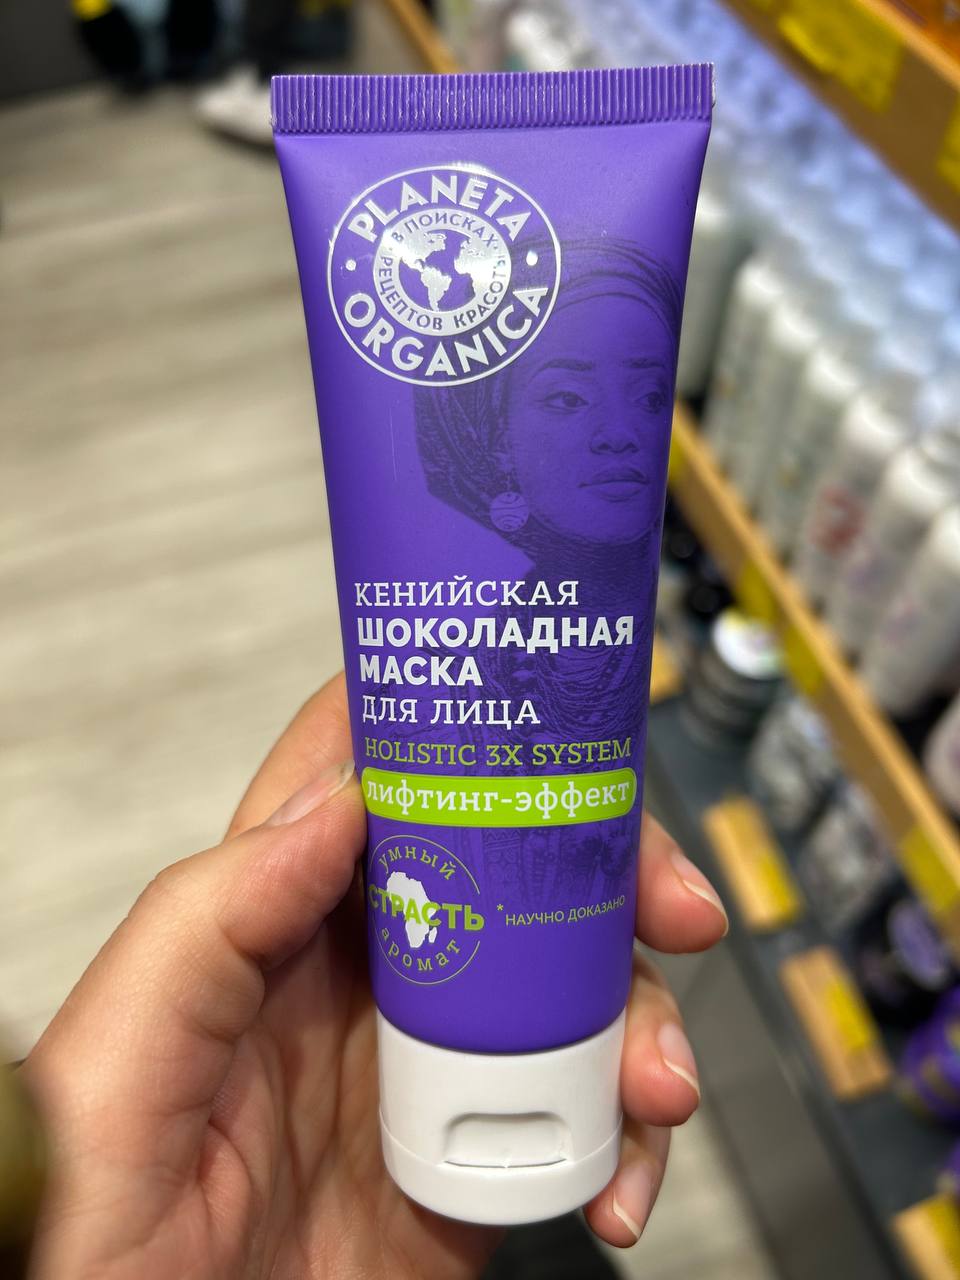 PLANETA
В ПОИСКАХ
РЕЦЕПТОВ КРАСОТЫ
ORGANICA
КЕНИЙСКАЯ
ШОКОЛАДНАЯ
МАСКА
ДЛЯ ЛИЦА
HOLISTIC 3X SYSTEM
лифтинг-эффект
умный
СТРАСТЬ
аромат
*НАУЧНО ДОКАЗАНО